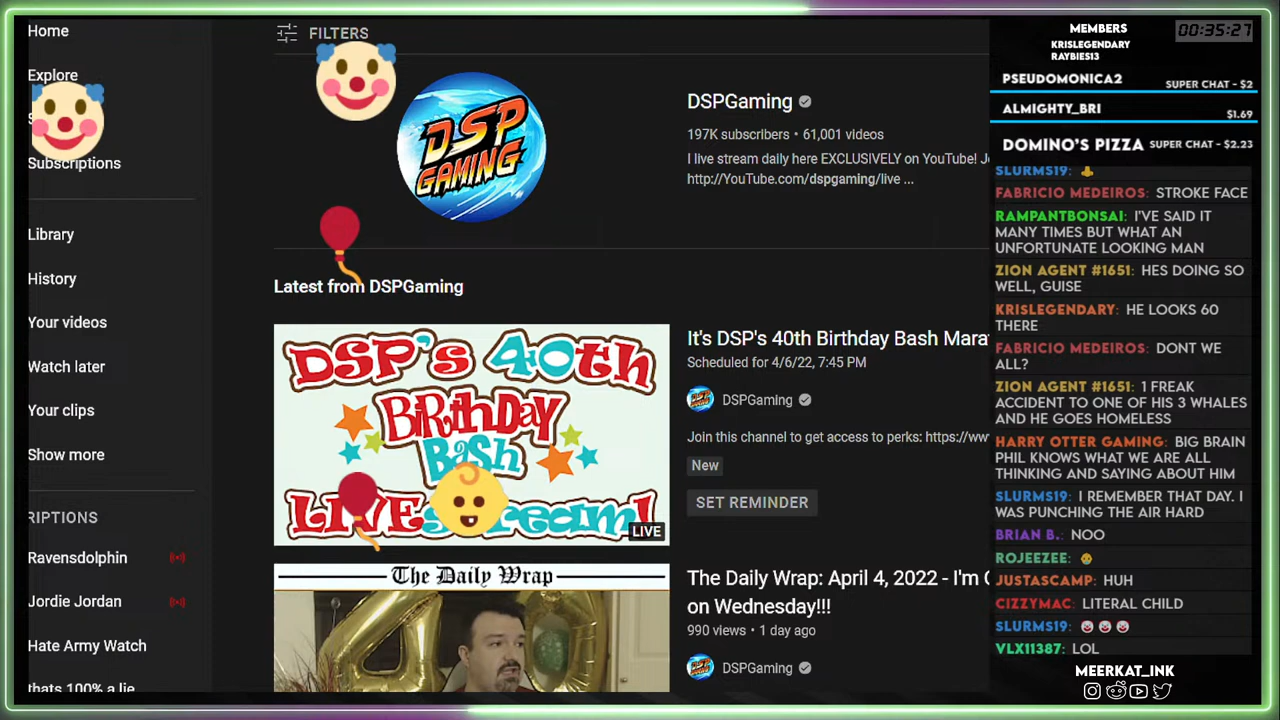 Home
Explore
Subscriptions
Library
History
Your videos
Watch later
Your clips
Show more
RIPTIONS
Ravensdolphin
Jordie Jordan
Hate Army Watch
thats 100% a lie
FILTERS
DSP
GAMING
DSPGaming
197K subscribers • 61,001 videos
I live stream daily here EXCLUSIVELY on YouTube! Jo
http://YouTube.com/dspgaming/live ...
Latest from DSPGaming
DSP's 40th
BiRthDay
Bash
LIVEstream!
LIVE
It's DSP's 40th Birthday Bash Mara
Scheduled for 4/6/22, 7:45 PM
DSPGaming
Join this channel to get access to perks: https://www
New
SET REMINDER
The Daily Wrap
40
The Daily Wrap: April 4, 2022 - I'm
on Wednesday!!!
990 views • 1 day ago
DSPGaming
MEMBERS
KRISLEGENDARY
RAYBIES13
00:35:27
PSEUDOMONICA2 SUPER CHAT - $2
ALMIGHTY_BRI $1.69
DOMINO'S PIZZA SUPER CHAT - $2.23
SLURMS19:
FABRICIO MEDEIROS: STROKE FACE
RAMPANTBONSAI: I'VE SAID IT
MANY TIMES BUT WHAT AN
UNFORTUNATE LOOKING MAN
ZION AGENT #1651: HES DOING SO
WELL, GUISE
KRISLEGENDARY: HE LOOKS 60
THERE
FABRICIO MEDEIROS: DONT WE
ALL?
ZION AGENT #1651: 1 FREAK
ACCIDENT TO ONE OF HIS 3 WHALES
AND HE GOES HOMELESS
HARRY OTTER GAMING: BIG BRAIN
PHIL KNOWS WHAT WE ARE ALL
THINKING AND SAYING ABOUT HIM
SLURMS19: I REMEMBER THAT DAY. I
WAS PUNCHING THE AIR HARD
BRIAN B.: NOO
ROJEEZEE:
JUSTASCAMP: HUH
CIZZYMAC: LITERAL CHILD
SLURMS19:
VLX11387: LOL
MEERKAT_INK